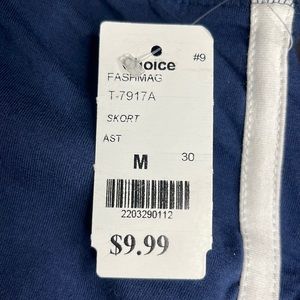 Choice #9
FASHMAG
T-7917A
SKORT
AST
M 30
2203290112
$9.99